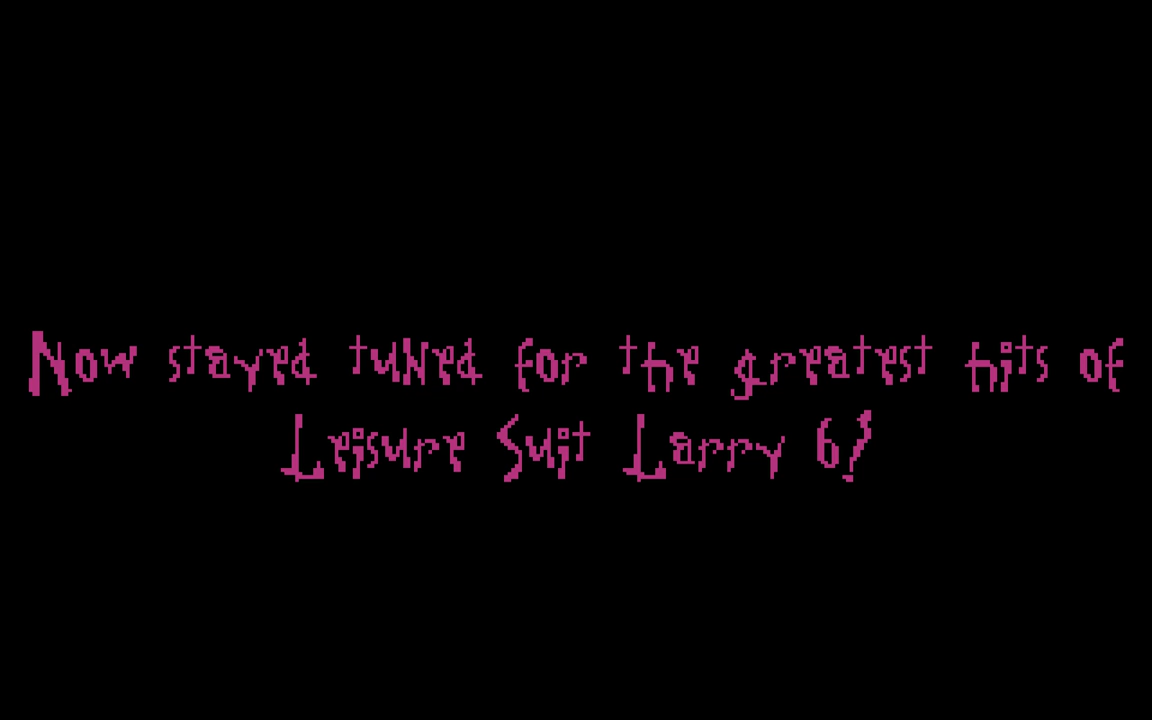 Now stayed tuned for the greatest hits of
Leisure Suit Larry 6!